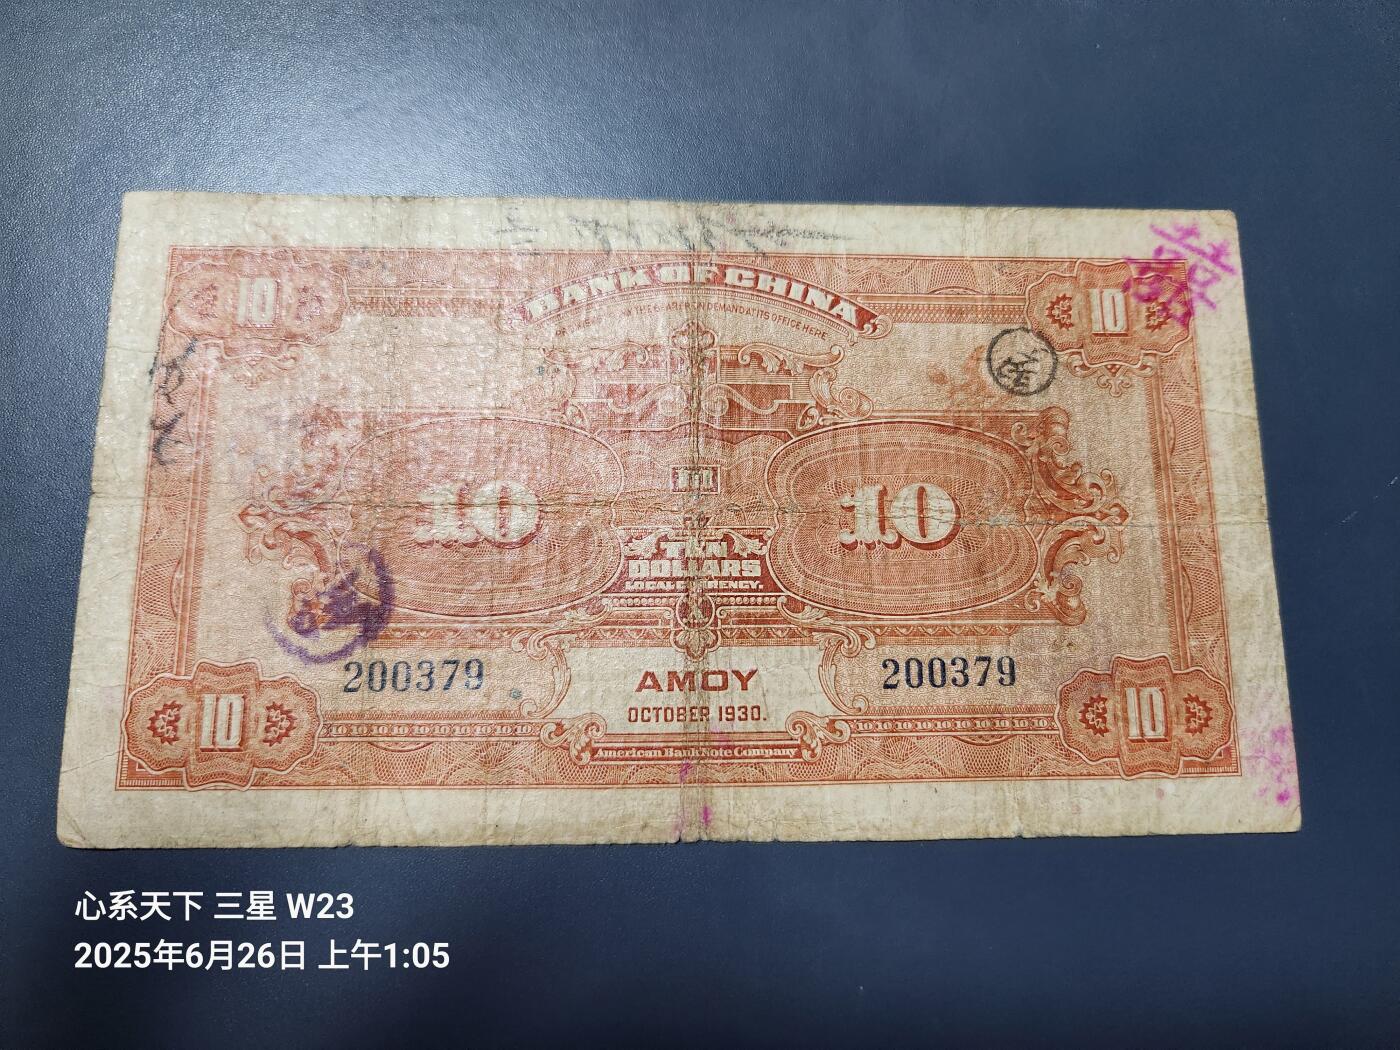 10
BANK OF CHINA
10
10
10
TEN
DOLLARS
LOCAL CURRENCY.
200379
200379
AMOY
OCTOBER 1930.
10
10
American Bank Note Company
心系天下 三星 W23
2025年6月26日 上午1:05